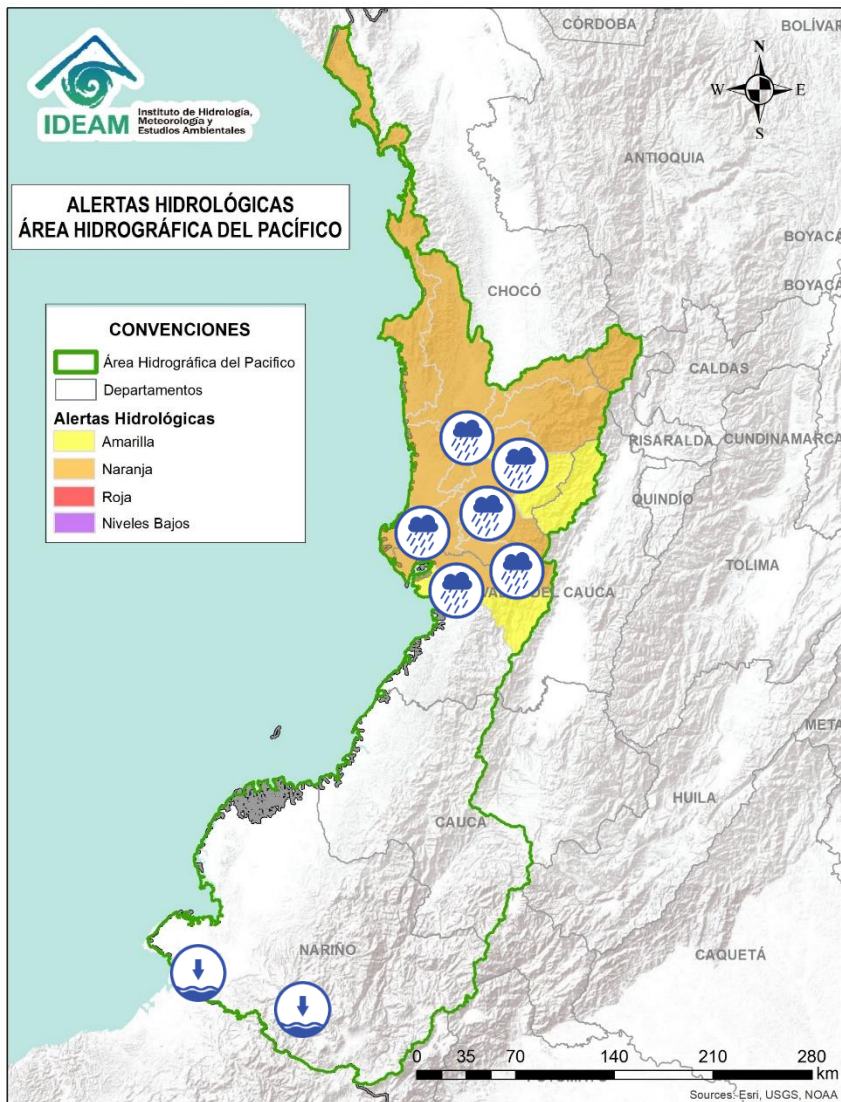 CÓRDOBA
BOLÍVAR
N
W
E
S
IDEAM
Instituto de Hidrología,
Meteorología y
Estudios Ambientales
ANTIOQUIA
ALERTAS HIDROLÓGICAS
ÁREA HIDROGRÁFICA DEL PACÍFICO
BOYACÁ
BOYACÁ
CHOCÓ
CONVENCIONES
Área Hidrográfica del Pacifico
Departamentos
Alertas Hidrológicas
Amarilla
Naranja
Roja
Niveles Bajos
CALDAS
RISARALDA
CUNDINAMARCA
QUINDÍO
TOLIMA
DEL CAUCA
META
HUILA
CAUCA
NARIÑO
CAQUETÁ
0 35 70 140 210 280
km
Sources: Esri, USGS, NOAA